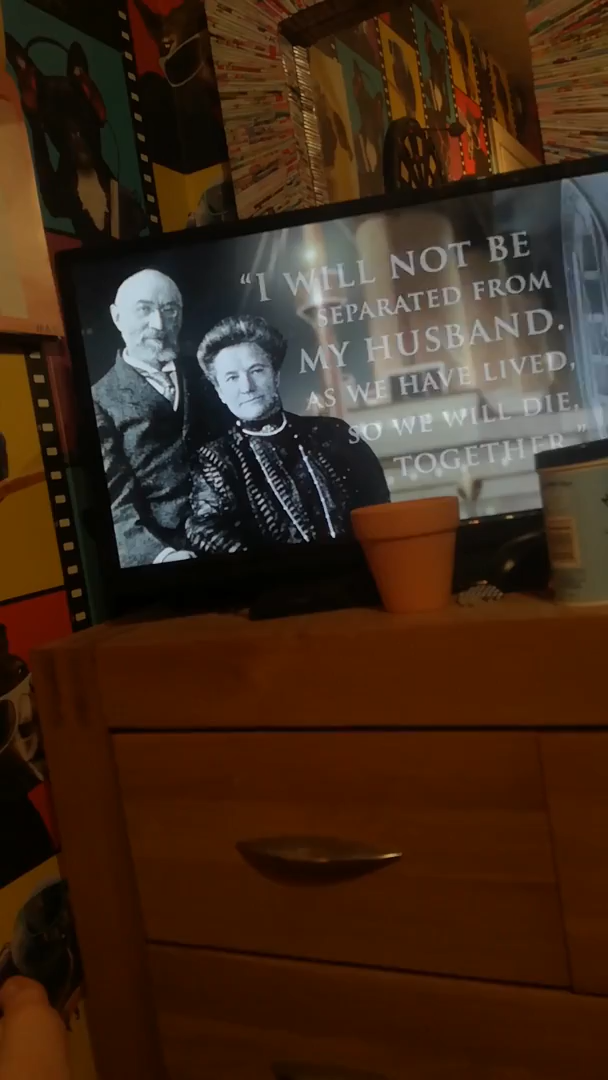 “I WILL NOT BE
SEPARATED FROM
MY HUSBAND.
AS WE HAVE LIVED,
SO WE WILL DIE,
TOGETHER.”